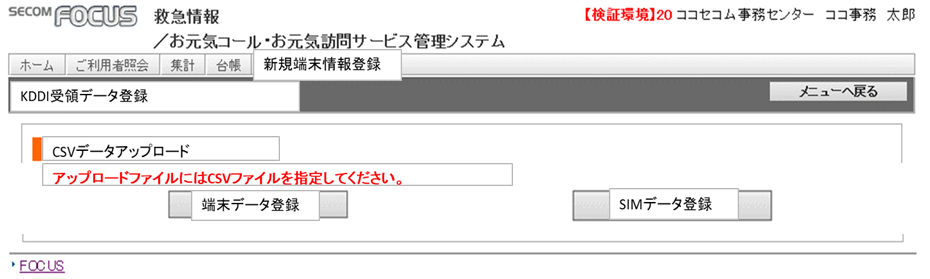 SECOM FOCUS 救急情報 【検証環境】20 ココセコム事務センター ココ事務 太郎
／お元気コール・お元気訪問サービス管理システム
ホーム ご利用者照会 集計 台帳 新規端末情報登録
KDDI受領データ登録 メニューへ戻る
CSVデータアップロード
アップロードファイルにはCSVファイルを指定してください。
端末データ登録 SIMデータ登録
FOCUS